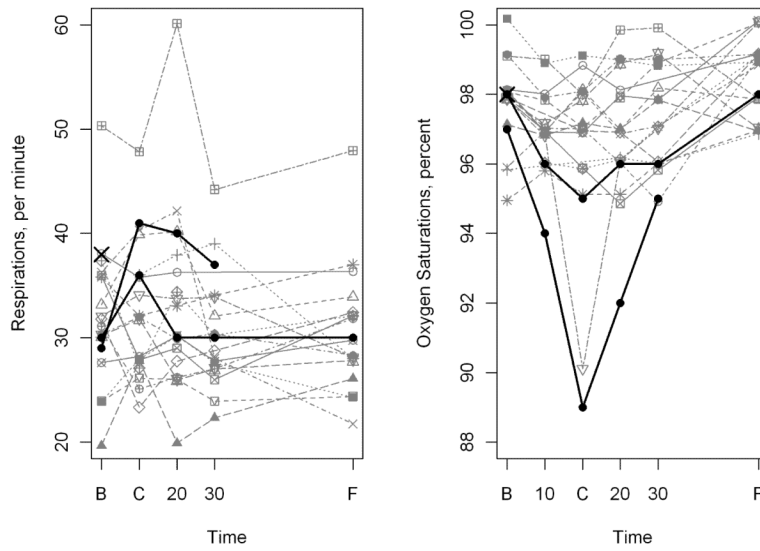 Respirations, per minute
60
50
40
30
20
B C 20 30 F
Time
Oxygen Saturations, percent
100
98
96
94
92
90
88
B 10 C 20 30 F
Time